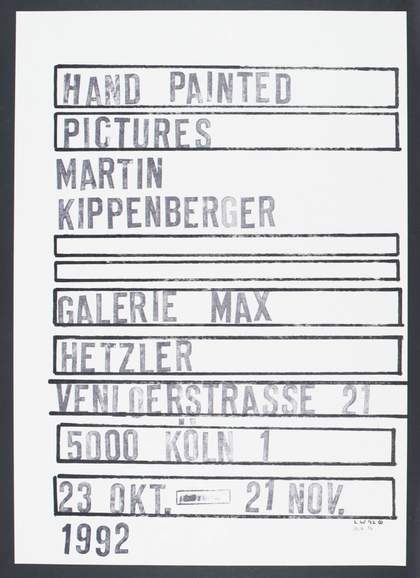 HAND PAINTED
PICTURES
MARTIN
KIPPENBERGER
GALERIE MAX
HETZLER
VENLOERSTRASSE 21
5000 KÖLN 1
23 OKT. 21 NOV.
1992